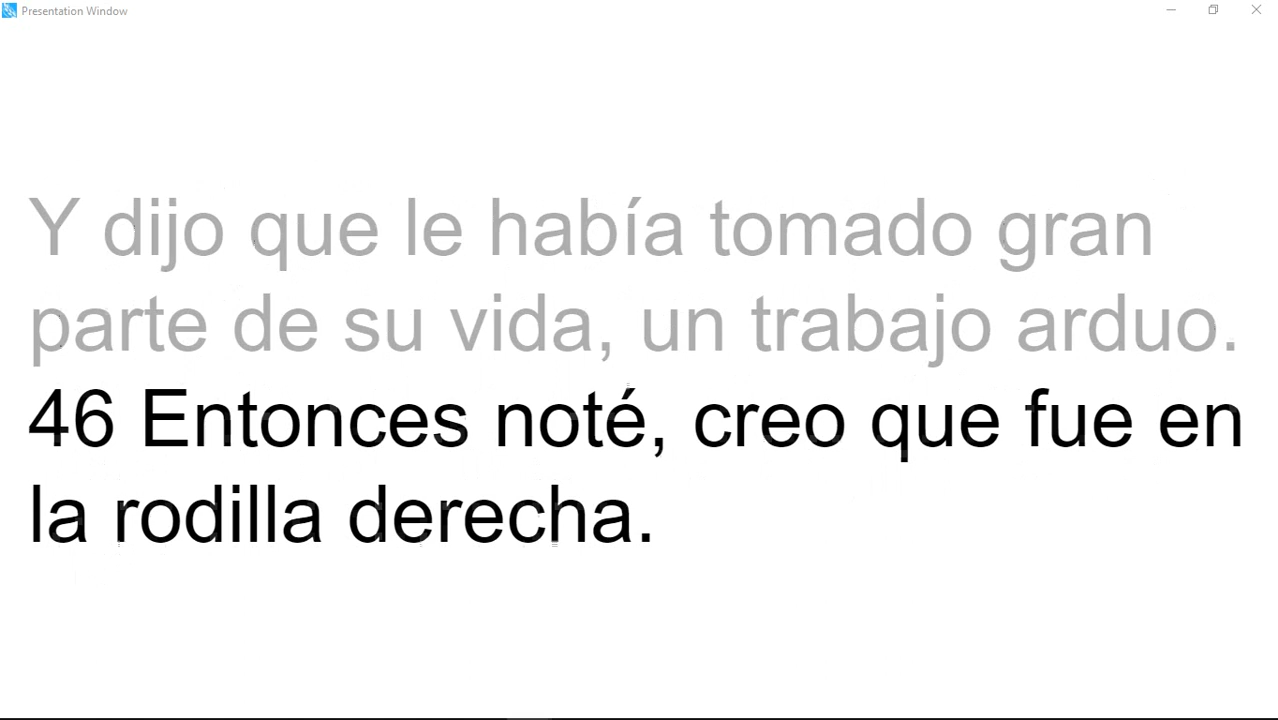 Presentation Window
Y dijo que le había tomado gran
parte de su vida, un trabajo arduo.
46 Entonces noté, creo que fue en
la rodilla derecha.